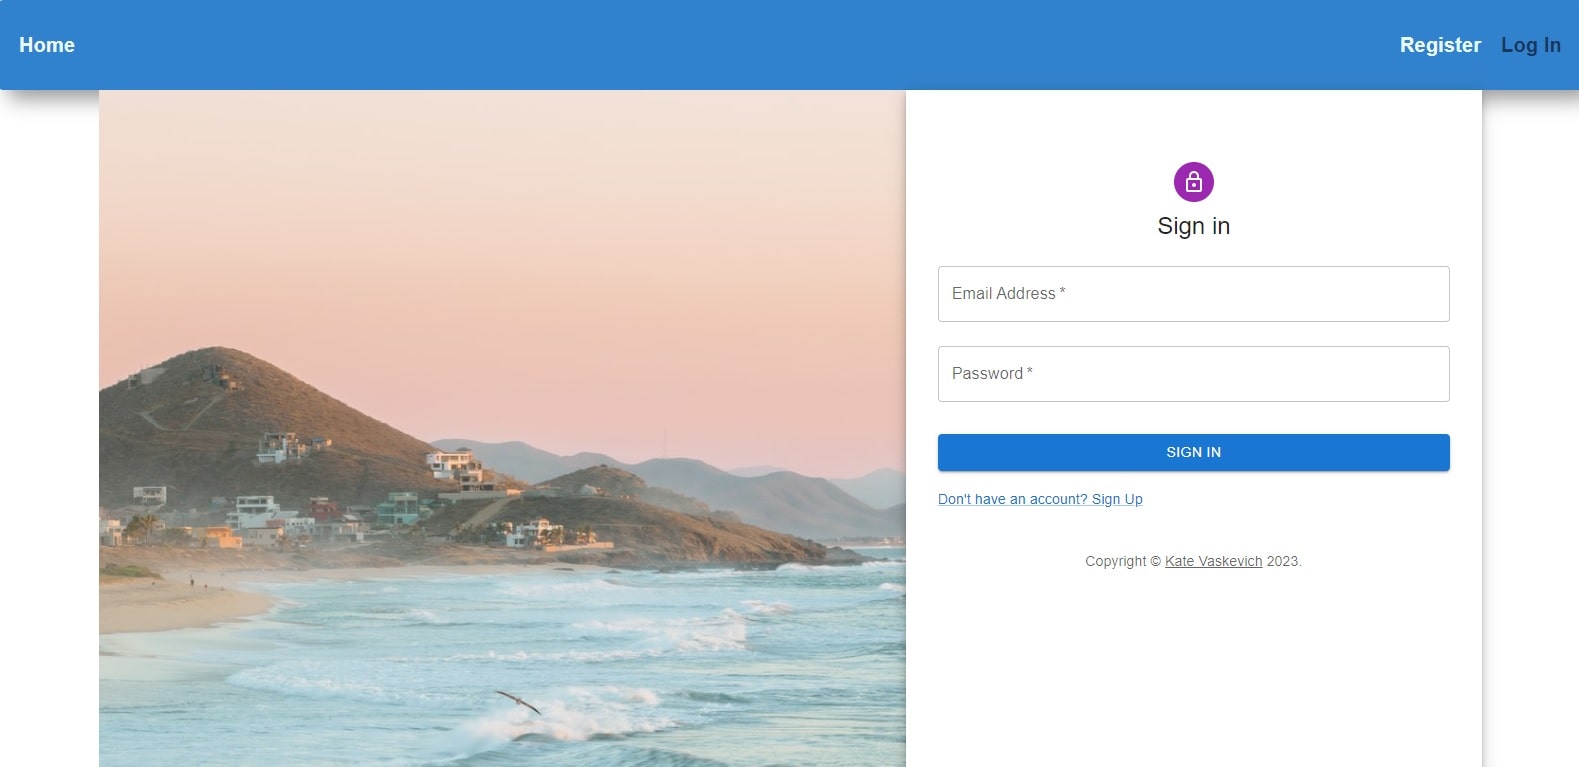 Home
Register
Log In
Sign in
Email Address *
Password *
SIGN IN
Don't have an account? Sign Up
Copyright © Kate Vaskevich 2023.